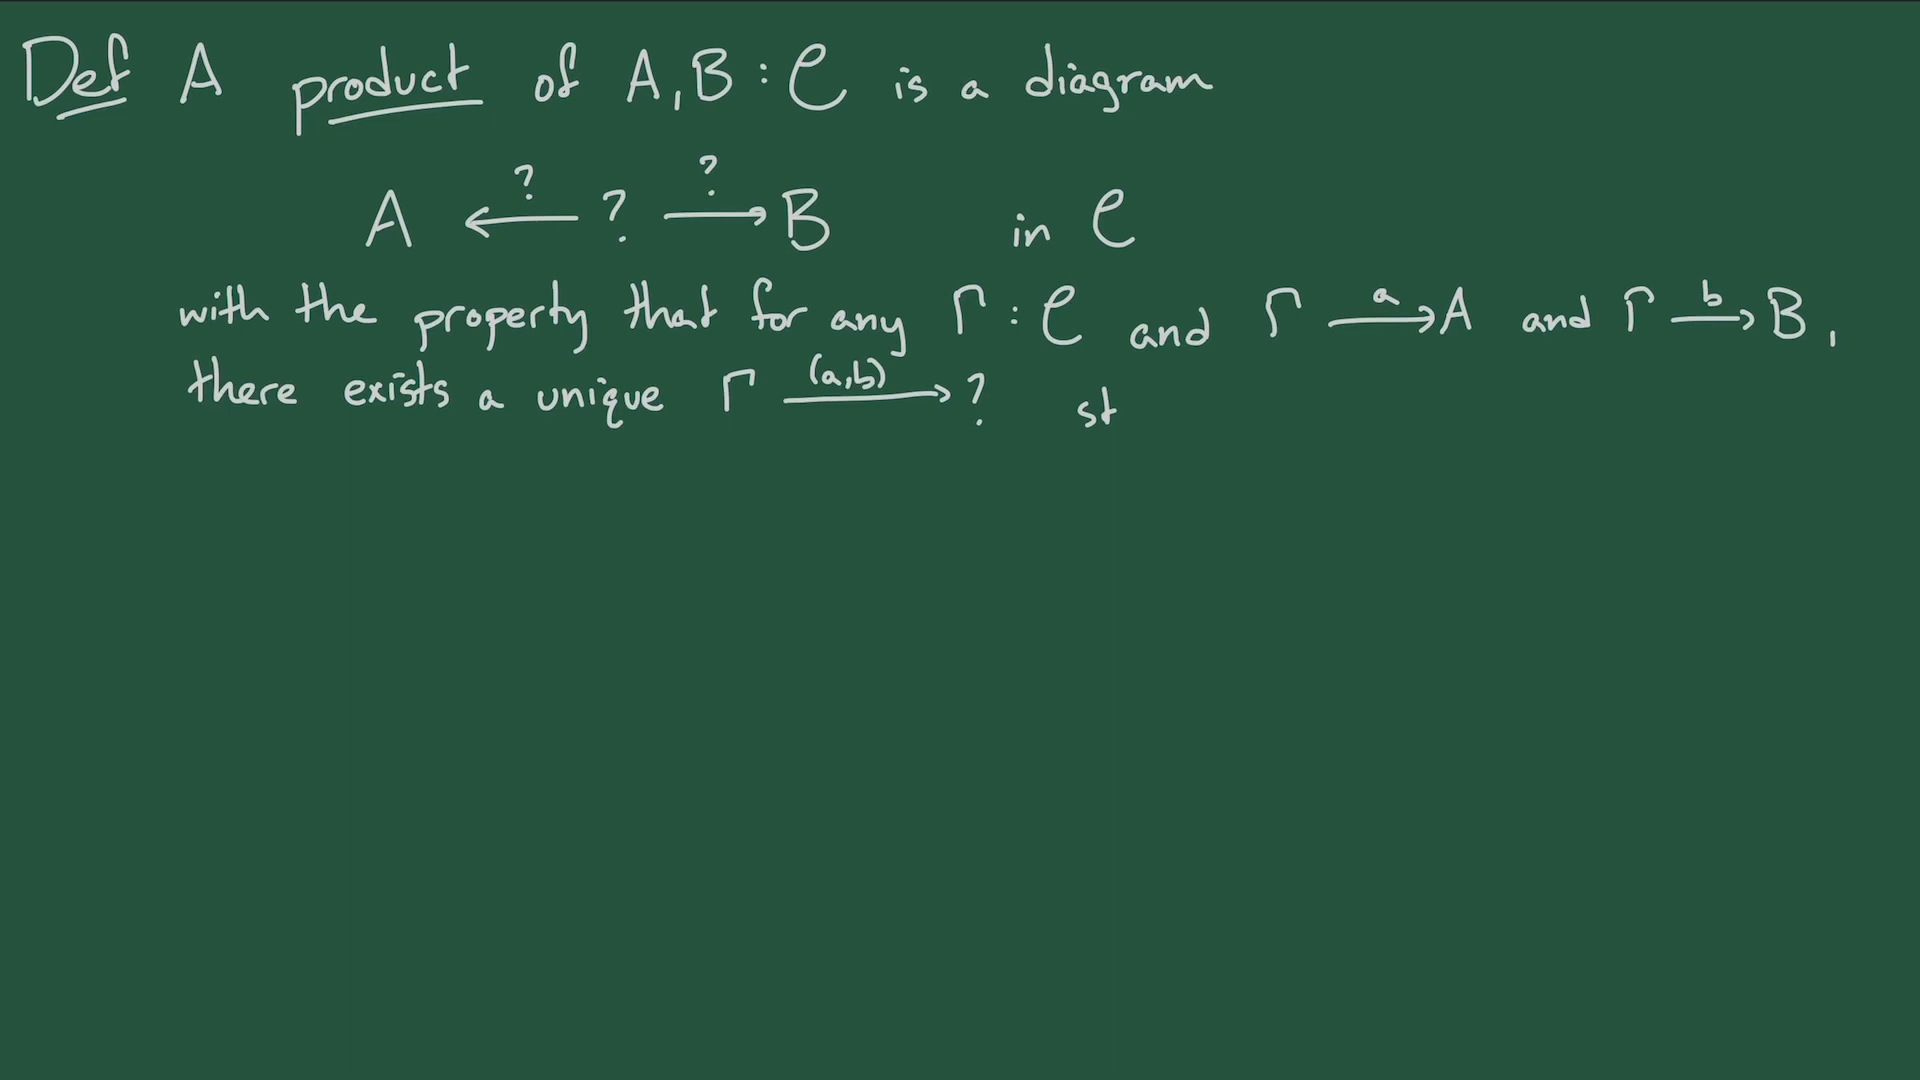 Def A product of A, B : C is a diagram
A ←? ? →? B in C
with the property that for any Γ : C and Γ →a A and Γ →b B,
there exists a unique Γ →(a,b) ? st